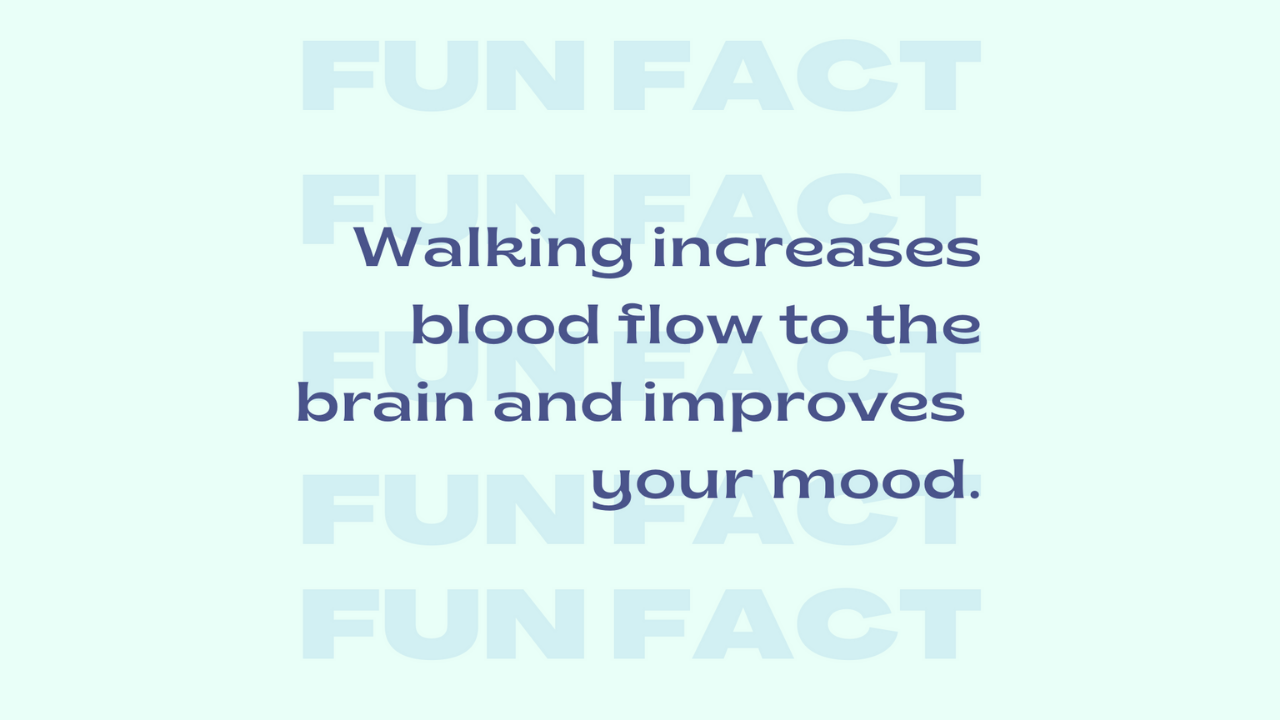 FUN FACT
FUN FACT
Walking increases
blood flow to the
FUN FACT
brain and improves
your mood.
FUN FACT
FUN FACT